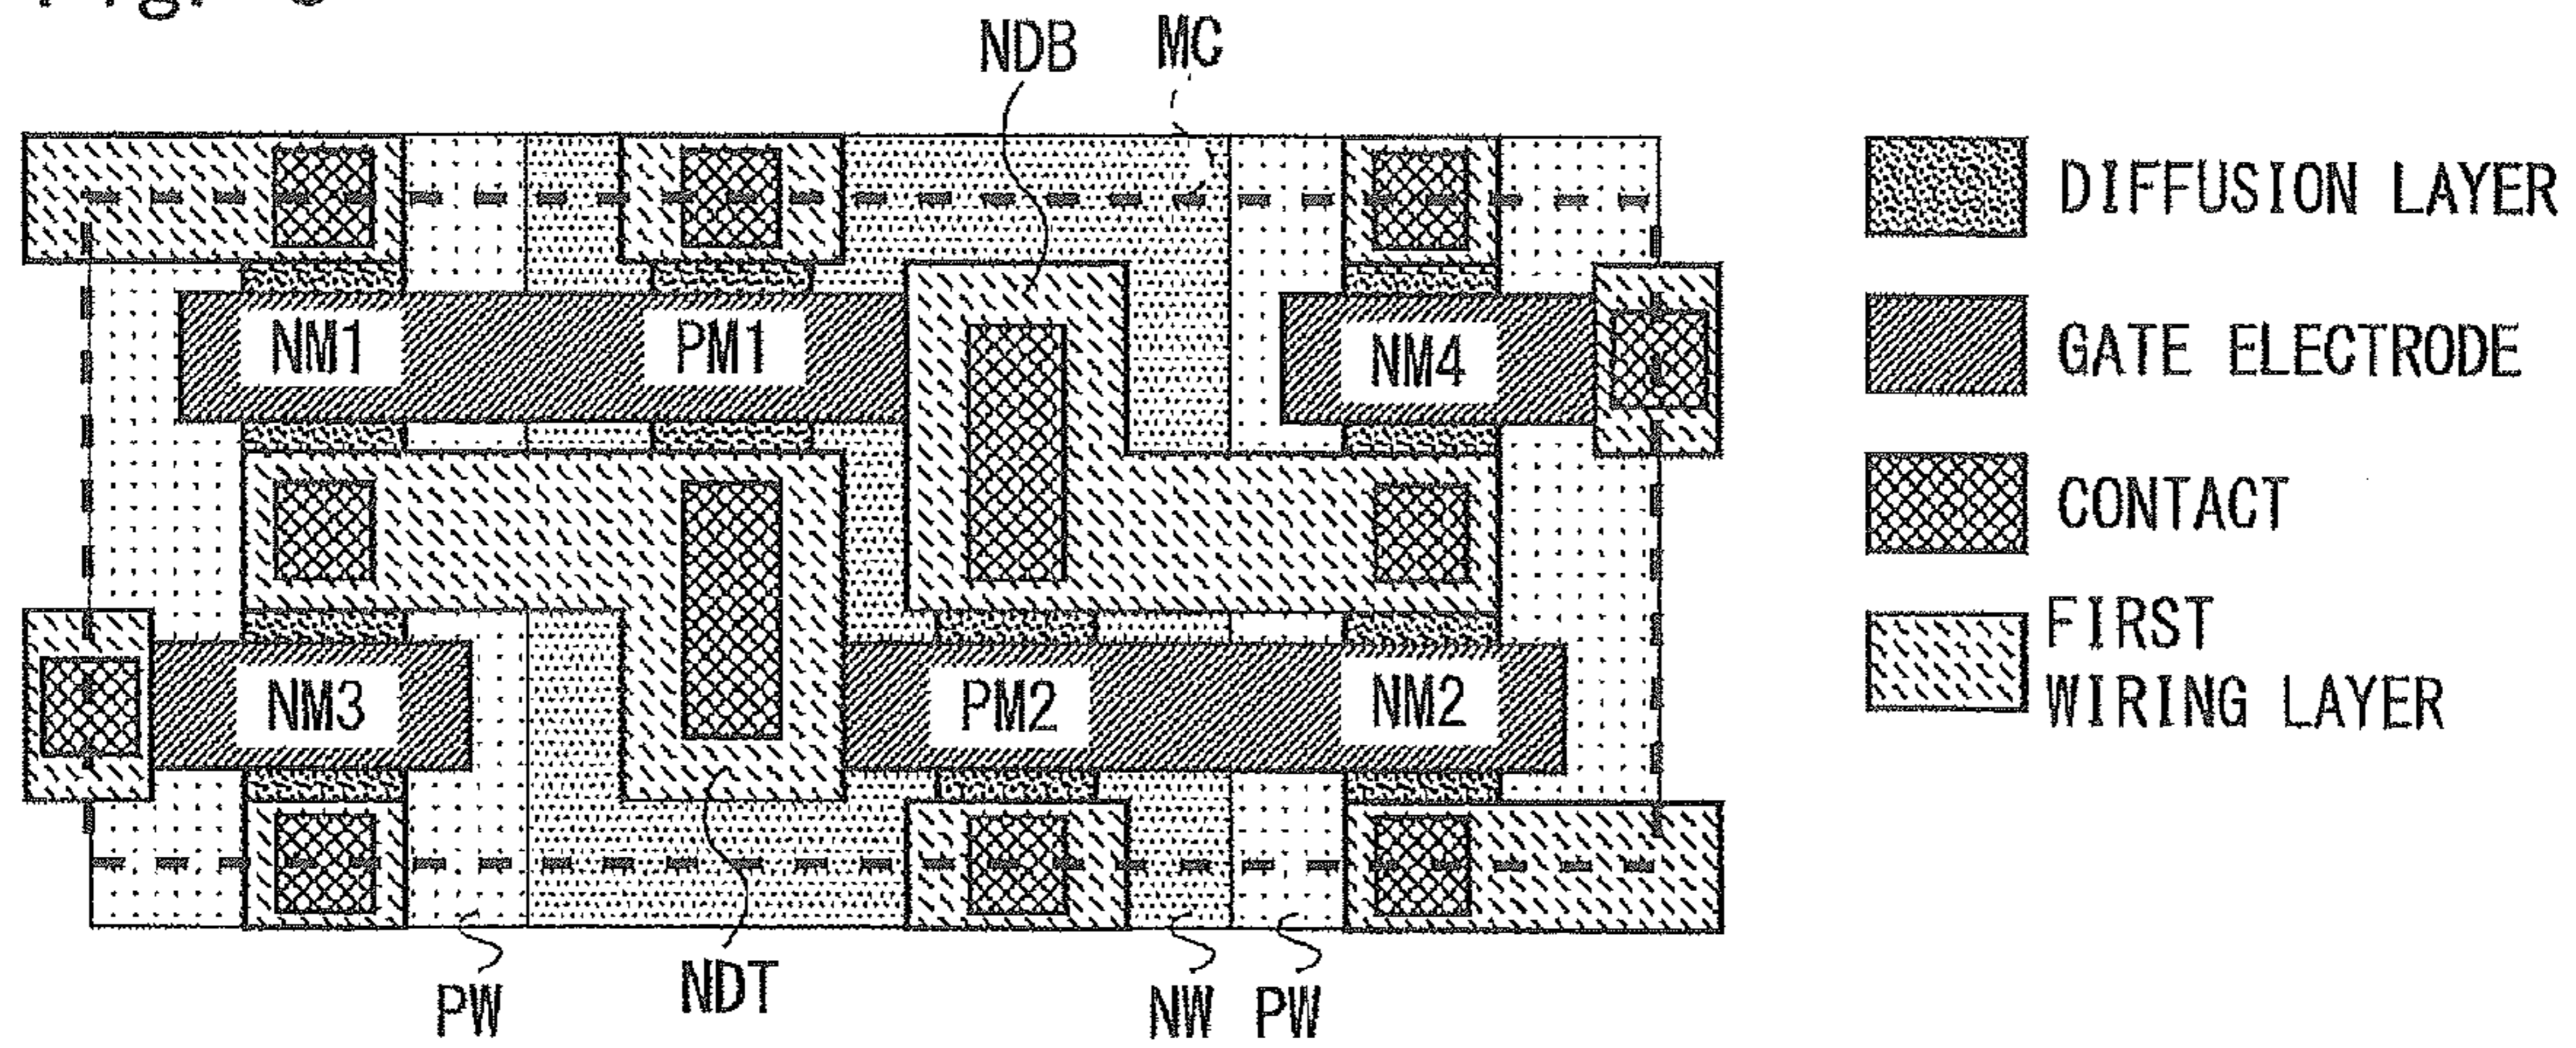 NDB MC
NM1 PM1 NM4
NM3 PM2 NM2
PW NDT NW PW
DIFFUSION LAYER
GATE ELECTRODE
CONTACT
FIRST
WIRING LAYER